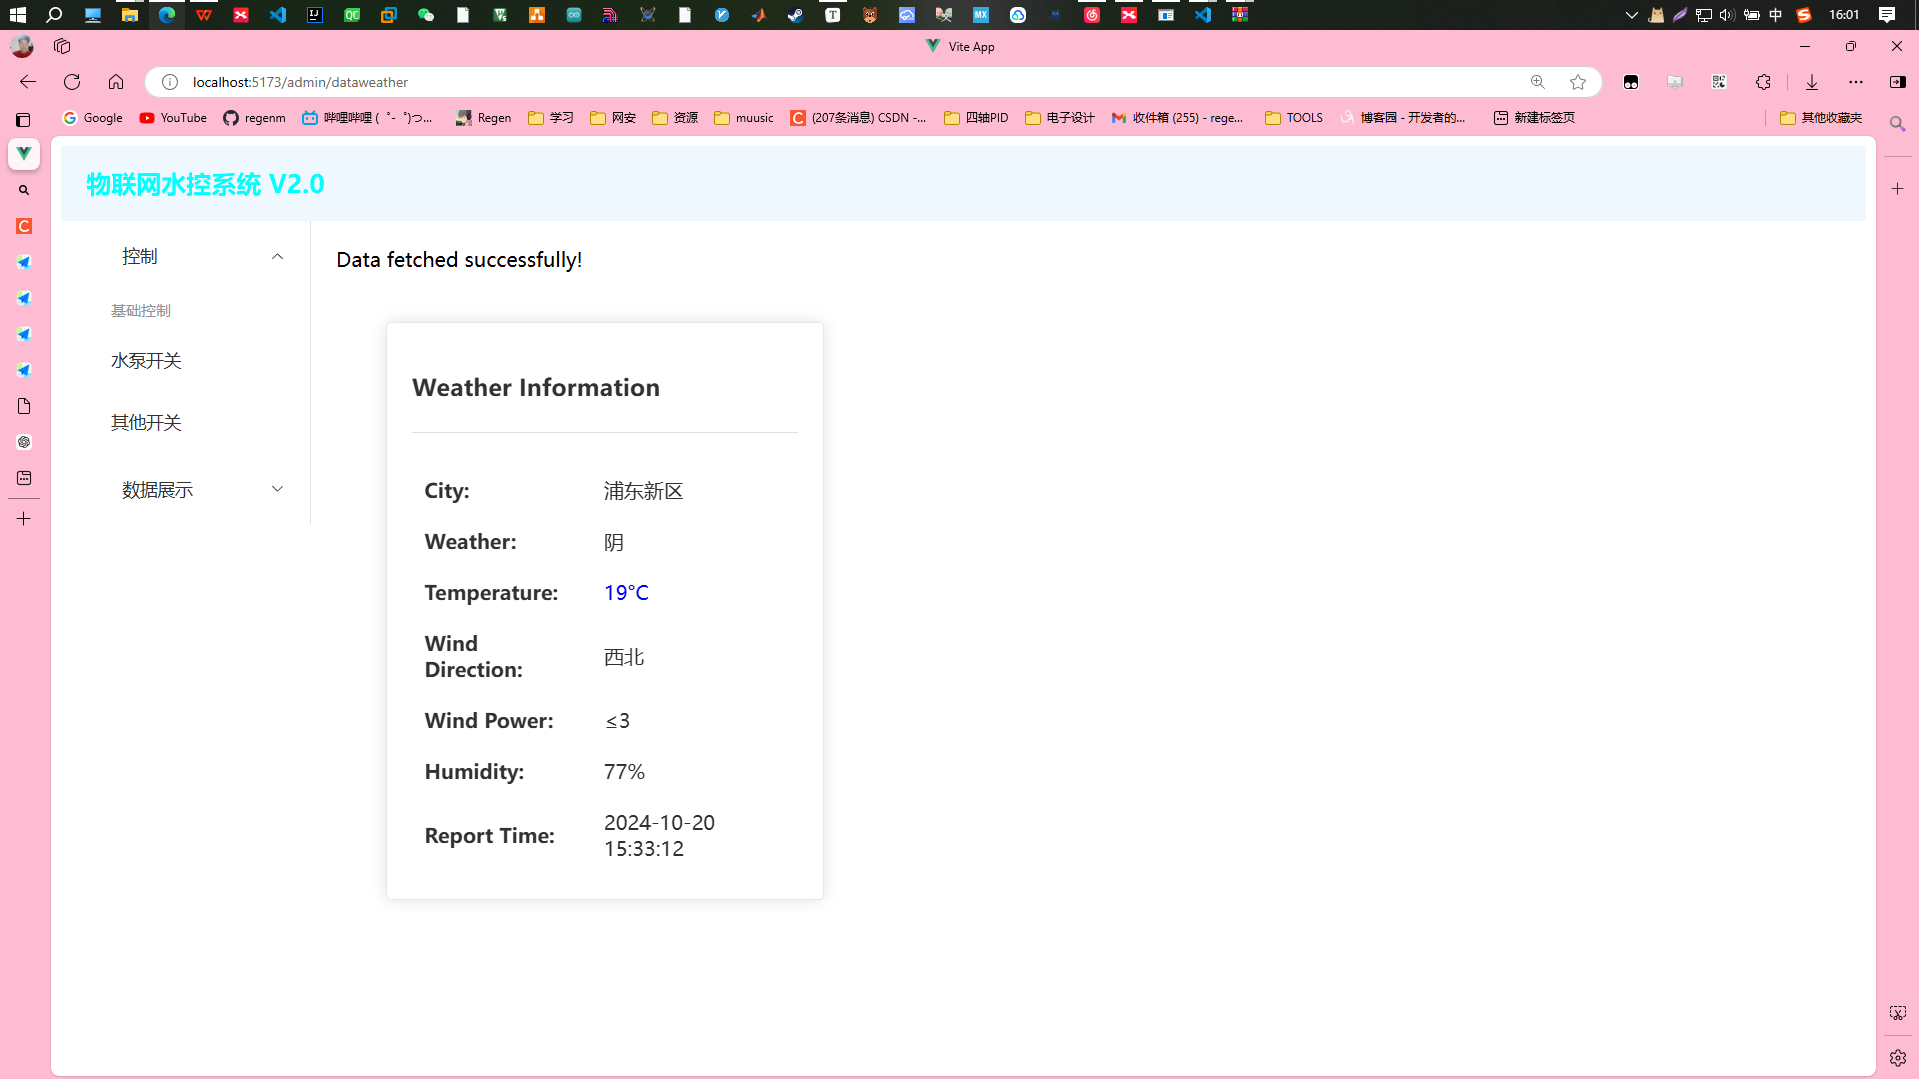 中
16:01
Vite App
localhost:5173/admin/dataweather
Google
YouTube
regenm
哔哩哔哩 (゜-゜)つ...
Regen
学习
网安
资源
muusic
(207条消息) CSDN -...
四轴PID
电子设计
收件箱 (255) - rege...
TOOLS
博客园 - 开发者的...
新建标签页
其他收藏夹
物联网水控系统 V2.0
控制
基础控制
水泵开关
其他开关
数据展示
Data fetched successfully!
Weather Information
City: 浦东新区
Weather: 阴
Temperature: 19°C
Wind
Direction: 西北
Wind Power: ≤3
Humidity: 77%
Report Time: 2024-10-20
15:33:12